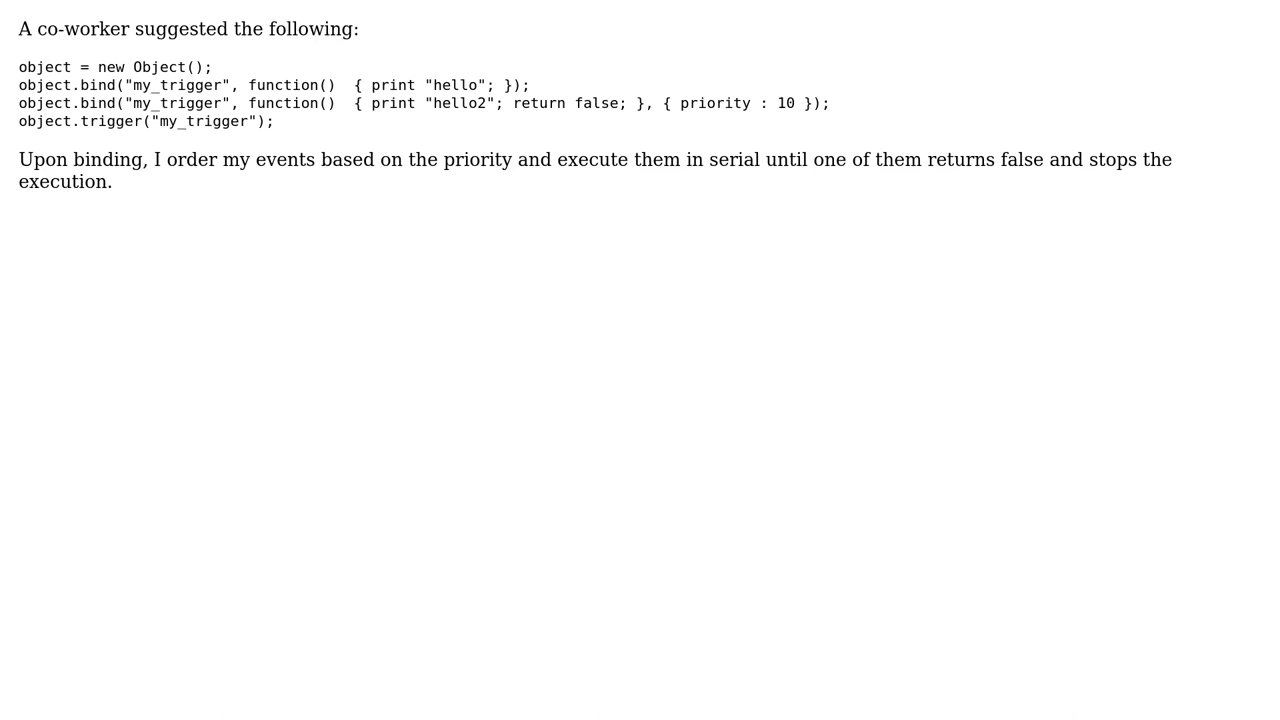 A co-worker suggested the following:
object = new Object();
object.bind("my_trigger", function()  { print "hello"; });
object.bind("my_trigger", function()  { print "hello2"; return false; }, { priority : 10 });
object.trigger("my_trigger");
Upon binding, I order my events based on the priority and execute them in serial until one of them returns false and stops the
execution.